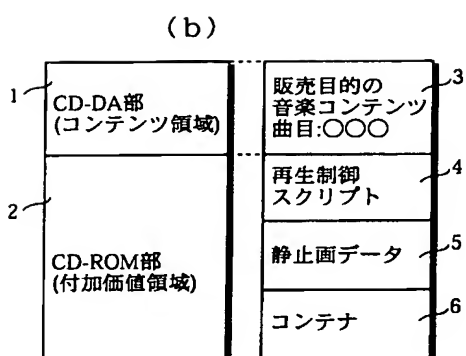 (b)
1
CD-DA部
(コンテンツ領域)
2
CD-ROM部
(付加価値領域)
販売目的の
音楽コンテンツ
曲目:○○○
3
再生制御
スクリプト
4
静止画データ
5
コンテナ
6